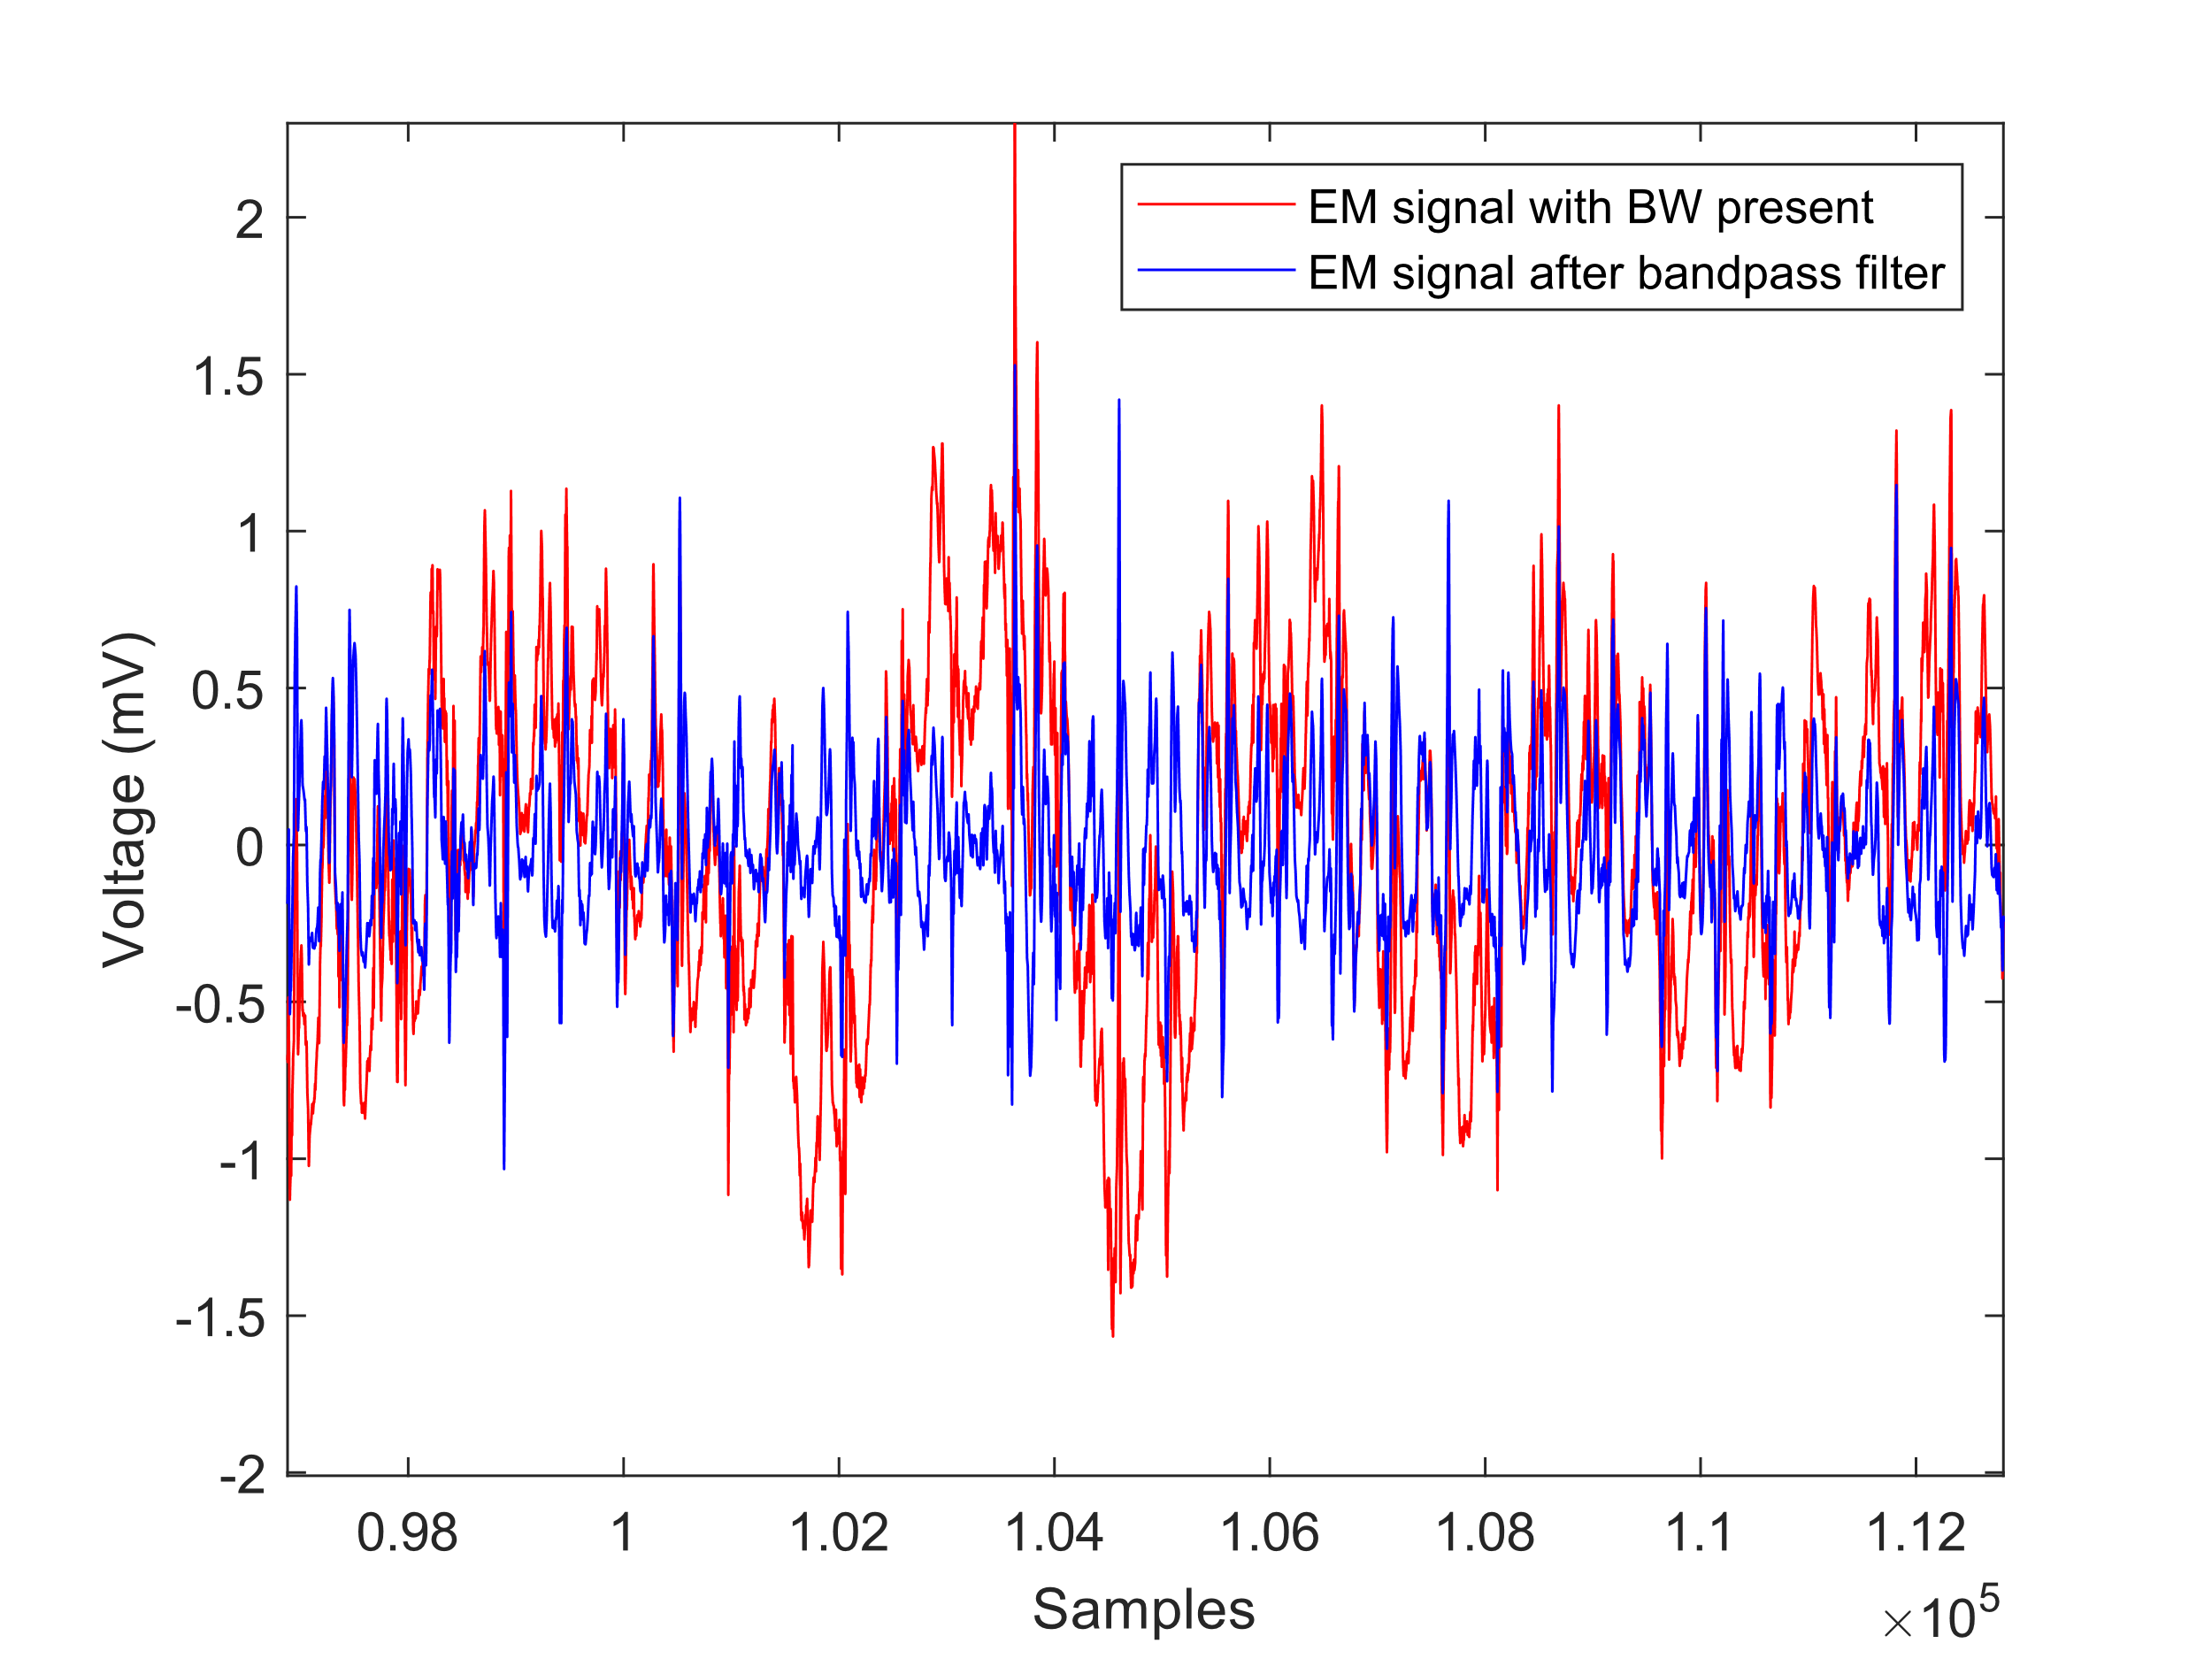 EM signal with BW present
EM signal after bandpass filter
2
1.5
1
0.5
0
-0.5
-1
-1.5
-2
Voltage (mV)
0.98 1 1.02 1.04 1.06 1.08 1.1 1.12
Samples
×10⁵